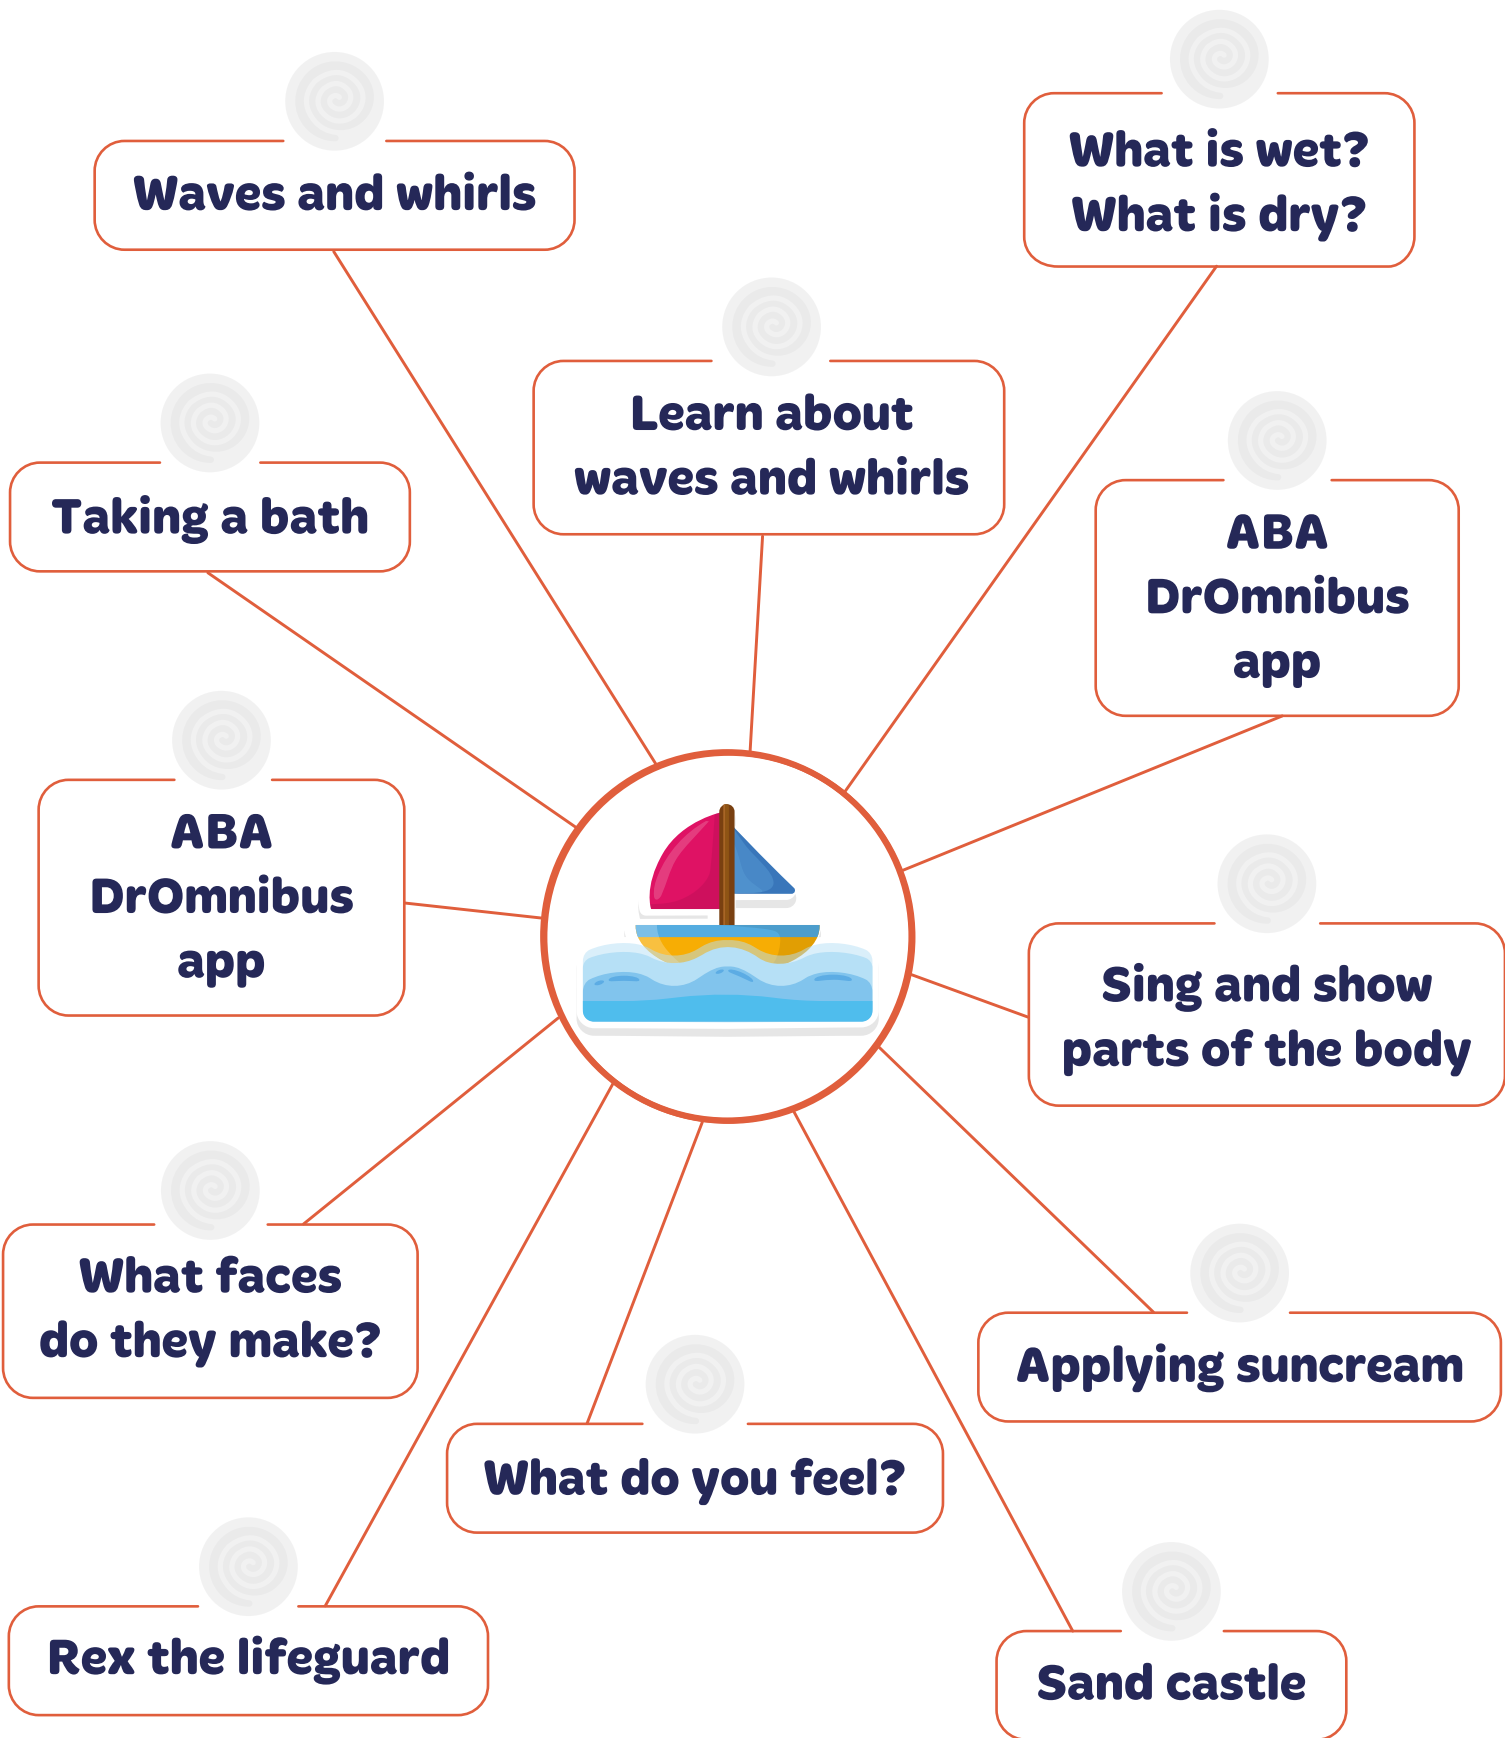 Waves and whirls
What is wet?
What is dry?
Learn about
waves and whirls
Taking a bath
ABA
DrOmnibus
app
ABA
DrOmnibus
app
Sing and show
parts of the body
What faces
do they make?
Applying suncream
What do you feel?
Rex the lifeguard
Sand castle